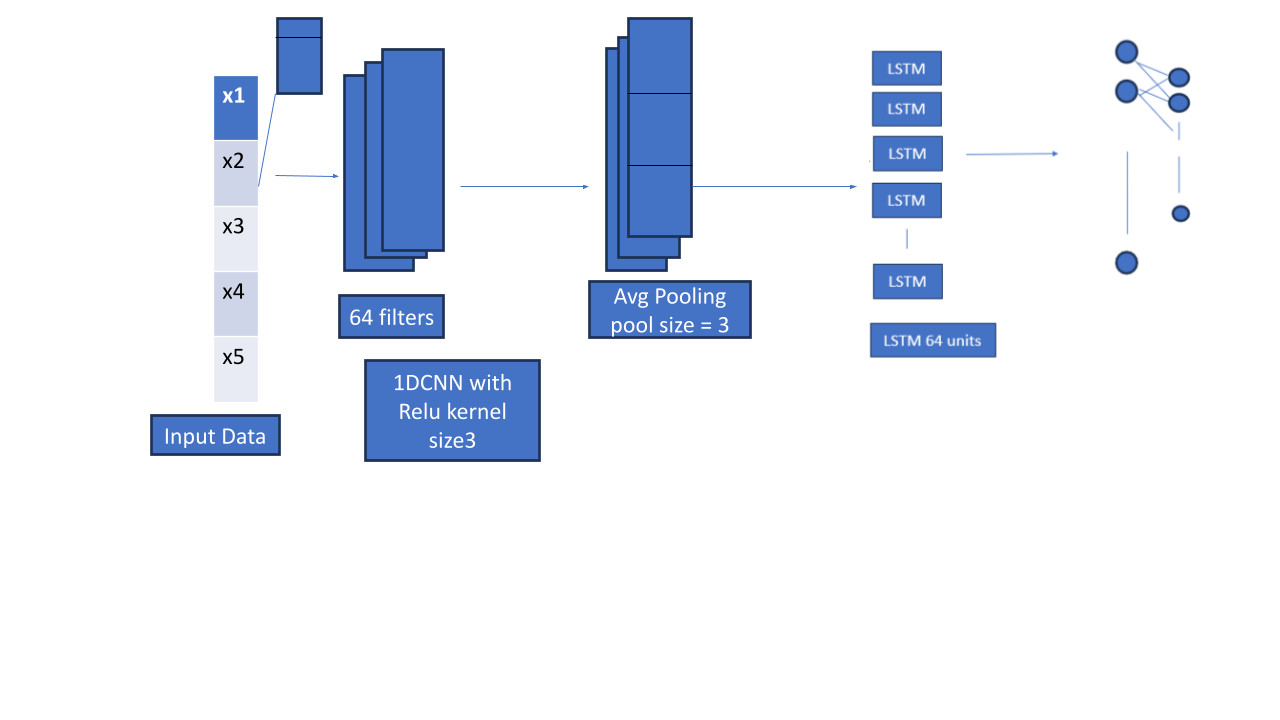 x1
x2
x3
x4
x5
Input Data
64 filters
1DCNN with
Relu kernel
size3
Avg Pooling
pool size = 3
LSTM
LSTM
LSTM
LSTM
LSTM
LSTM 64 units